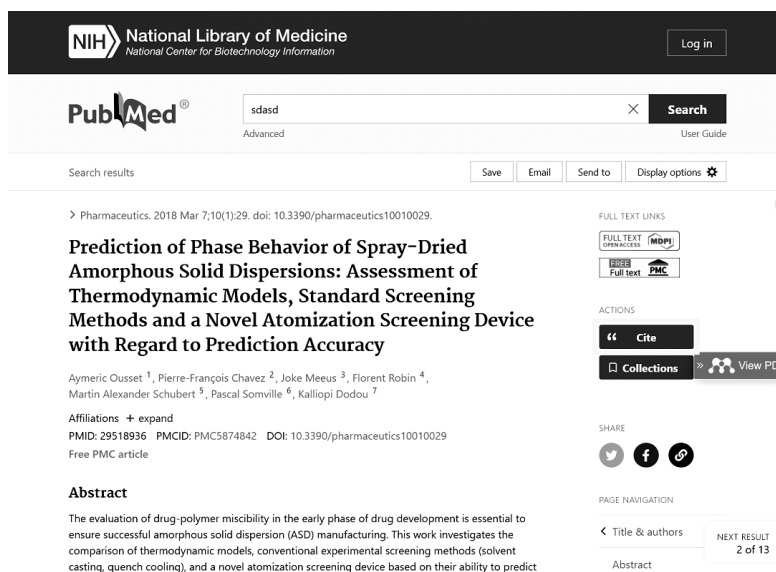 NIH National Library of Medicine
National Center for Biotechnology Information
Log in
PubMed®
sdasd
Search
Advanced
User Guide
Search results
Save
Email
Send to
Display options
Pharmaceutics. 2018 Mar 7;10(1):29. doi: 10.3390/pharmaceutics10010029.
Prediction of Phase Behavior of Spray-Dried
Amorphous Solid Dispersions: Assessment of
Thermodynamic Models, Standard Screening
Methods and a Novel Atomization Screening Device
with Regard to Prediction Accuracy
Aymeric Ousset 1, Pierre-François Chavez 2, Joke Meeus 3, Florent Robin 4,
Martin Alexander Schubert 5, Pascal Somville 6, Kalliopi Dodou 7
Affiliations + expand
PMID: 29518936 PMCID: PMC5874842 DOI: 10.3390/pharmaceutics10010029
Free PMC article
Abstract
The evaluation of drug-polymer miscibility in the early phase of drug development is essential to
ensure successful amorphous solid dispersion (ASD) manufacturing. This work investigates the
comparison of thermodynamic models, conventional experimental screening methods (solvent
casting, quench cooling), and a novel atomization screening device based on their ability to predict
FULL TEXT LINKS
FULL TEXT
OPEN ACCESS
MDPI
FREE
Full text
PMC
ACTIONS
Cite
Collections
» View PD
SHARE
PAGE NAVIGATION
Title & authors
Abstract
NEXT RESULT
2 of 13